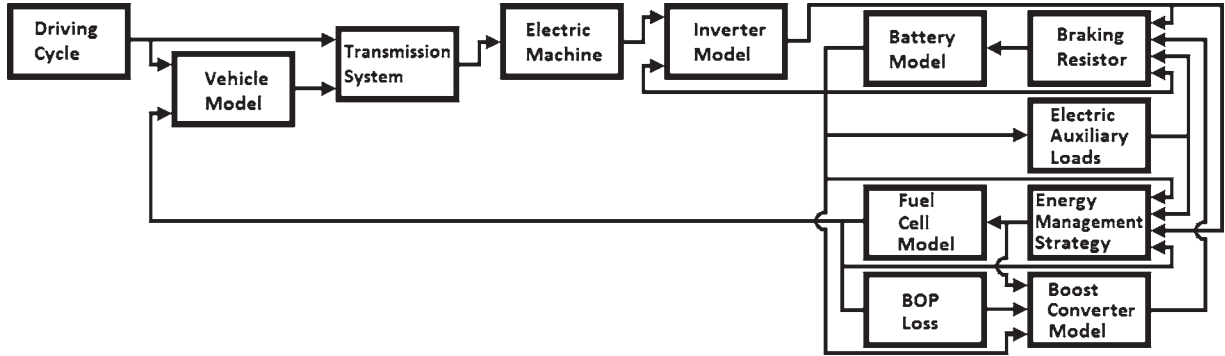 Driving
Cycle
Vehicle
Model
Transmission
System
Electric
Machine
Inverter
Model
Battery
Model
Braking
Resistor
Electric
Auxiliary
Loads
Fuel
Cell
Model
Energy
Management
Strategy
BOP
Loss
Boost
Converter
Model